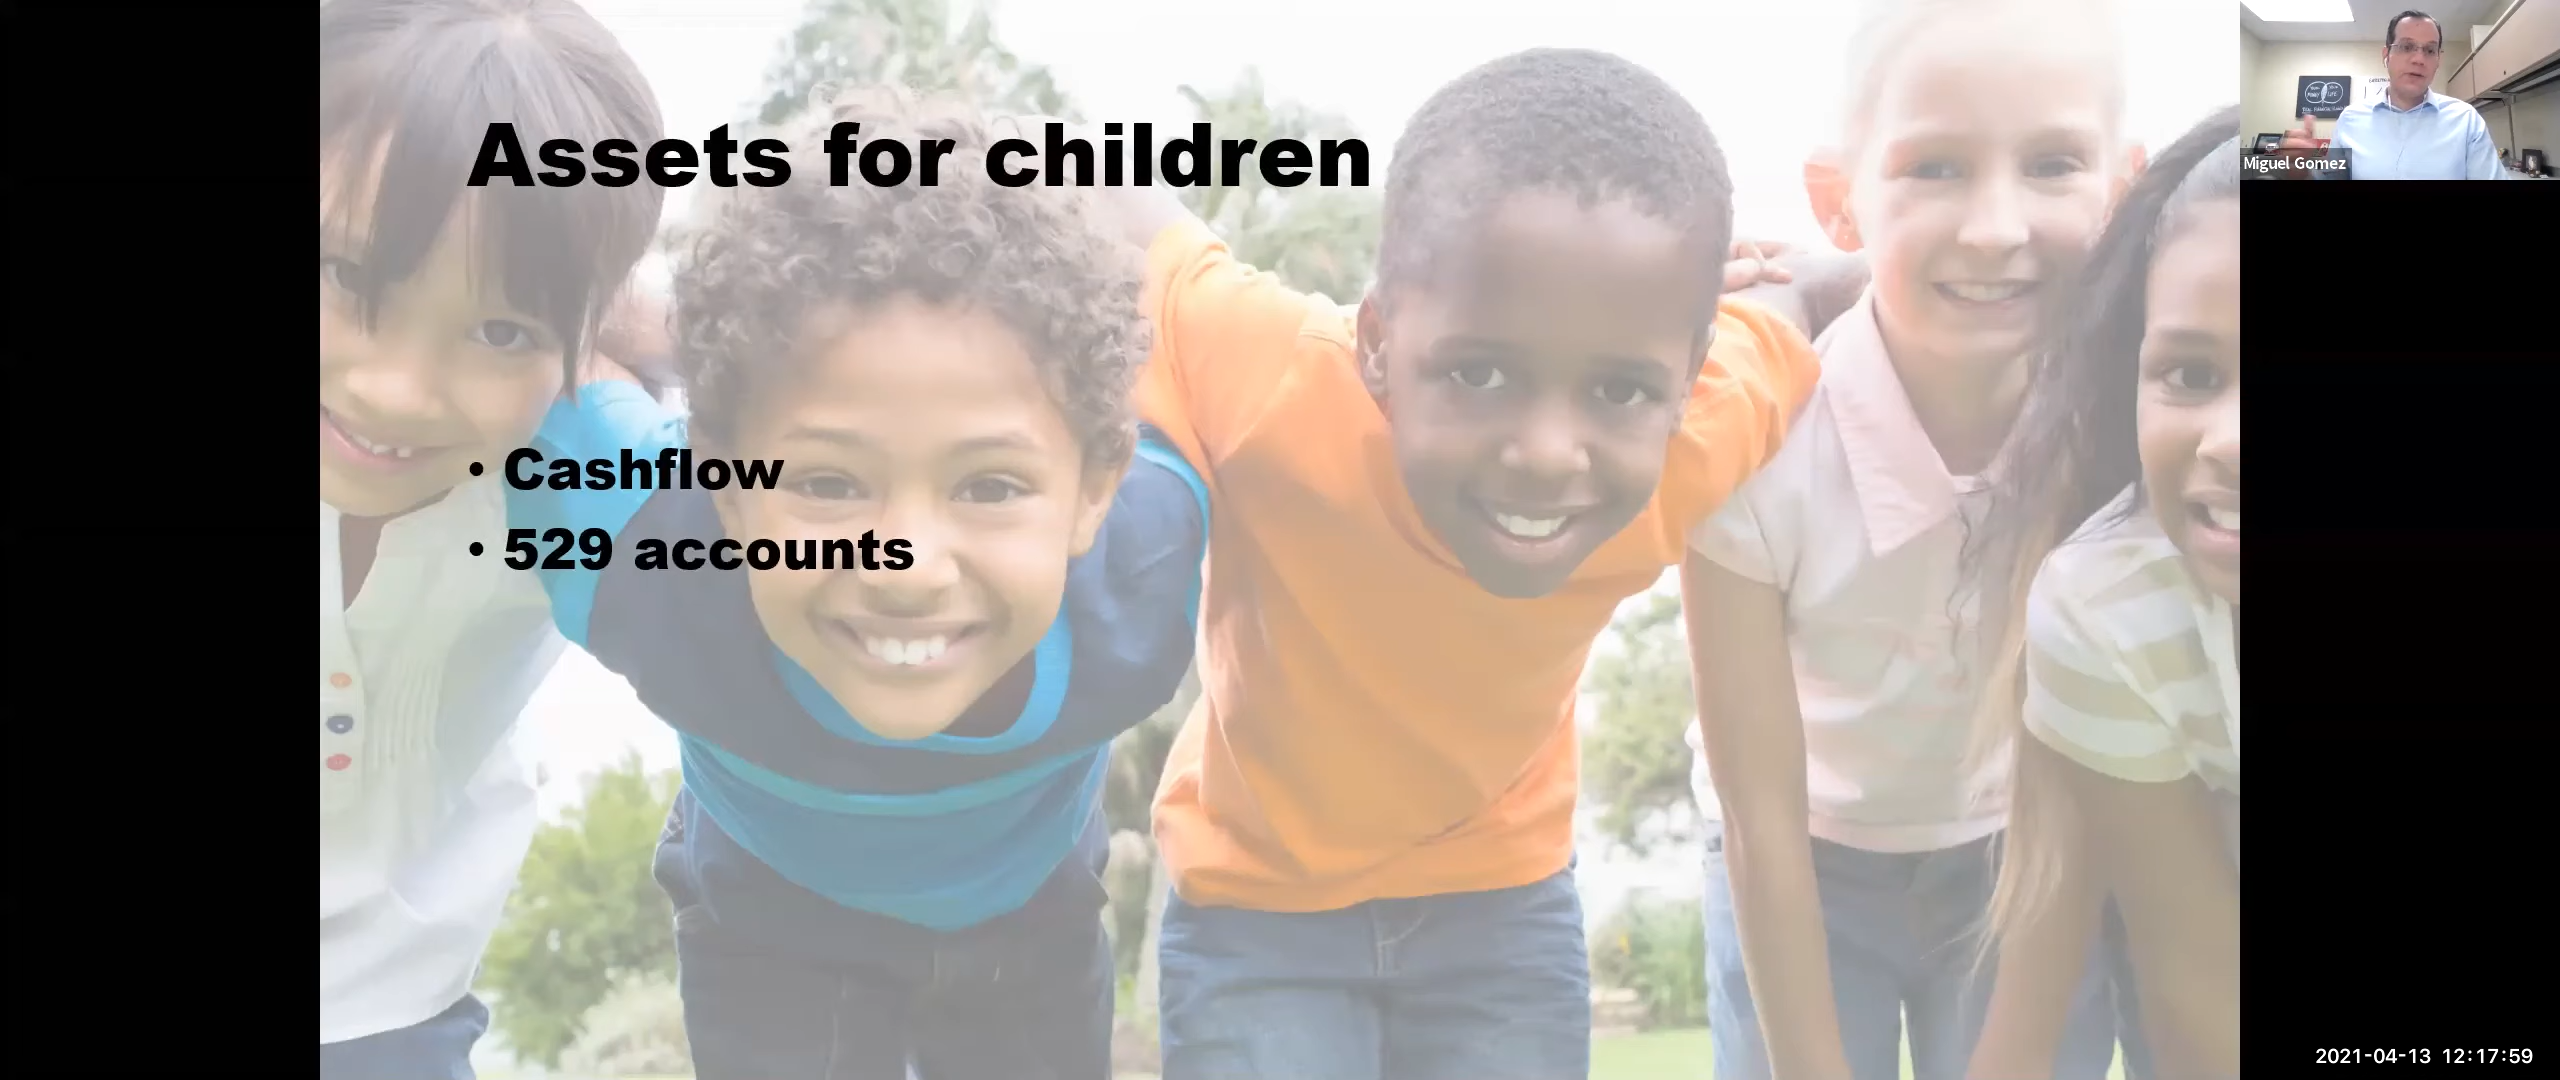 Assets for children
• Cashflow
• 529 accounts
Miguel Gomez
2021-04-13 12:17:59